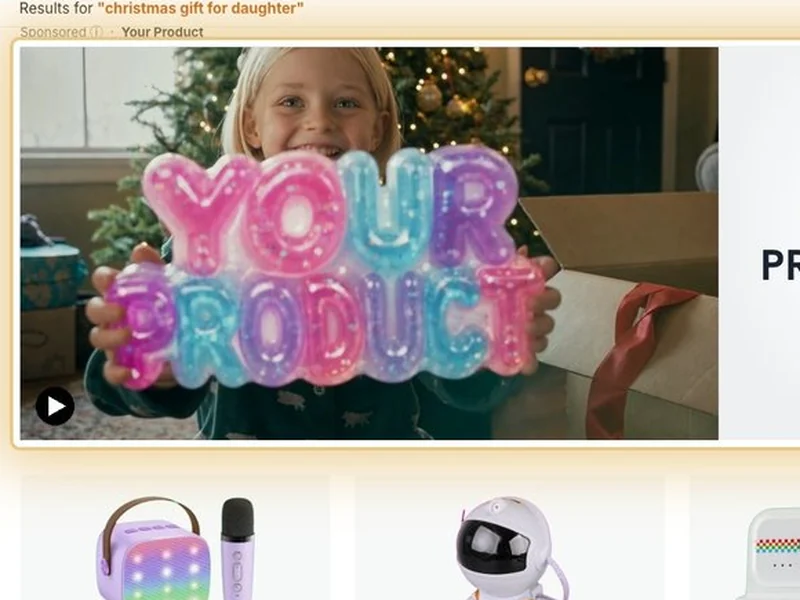 Results for "christmas gift for daughter"
Sponsored ⓘ · Your Product
YOUR
PRODUCT
PR